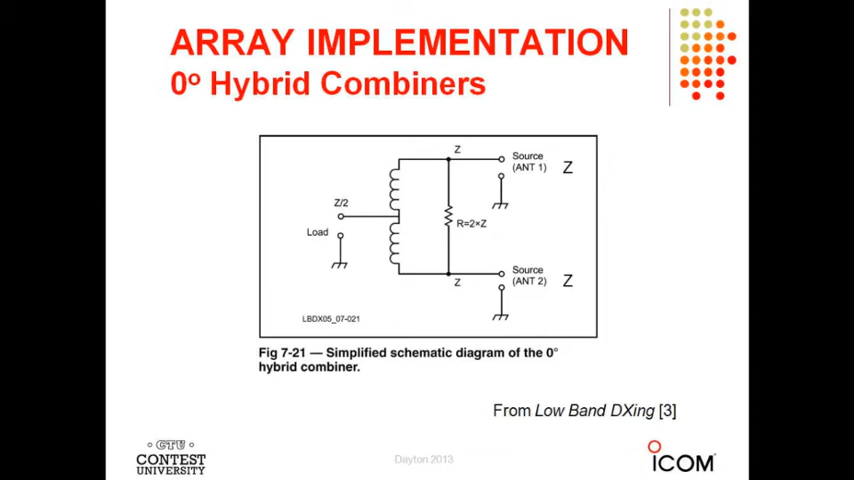 ARRAY IMPLEMENTATION
0° Hybrid Combiners
Z
Source
(ANT 1)
Z
Z/2
Load
R=2×Z
Source
(ANT 2)
Z
Z
LBDX05_07-021
Fig 7-21 — Simplified schematic diagram of the 0°
hybrid combiner.
From Low Band DXing [3]
CTU
CONTEST
UNIVERSITY
Dayton 2013
ICOM